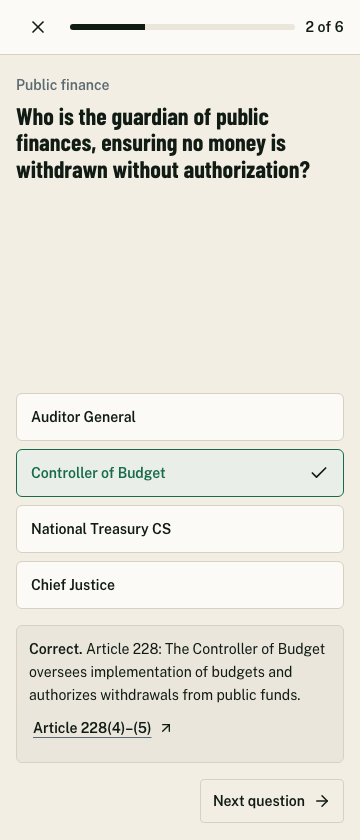 2 of 6
Public finance
Who is the guardian of public
finances, ensuring no money is
withdrawn without authorization?
Auditor General
Controller of Budget
National Treasury CS
Chief Justice
Correct. Article 228: The Controller of Budget
oversees implementation of budgets and
authorizes withdrawals from public funds.
Article 228(4)–(5)
Next question